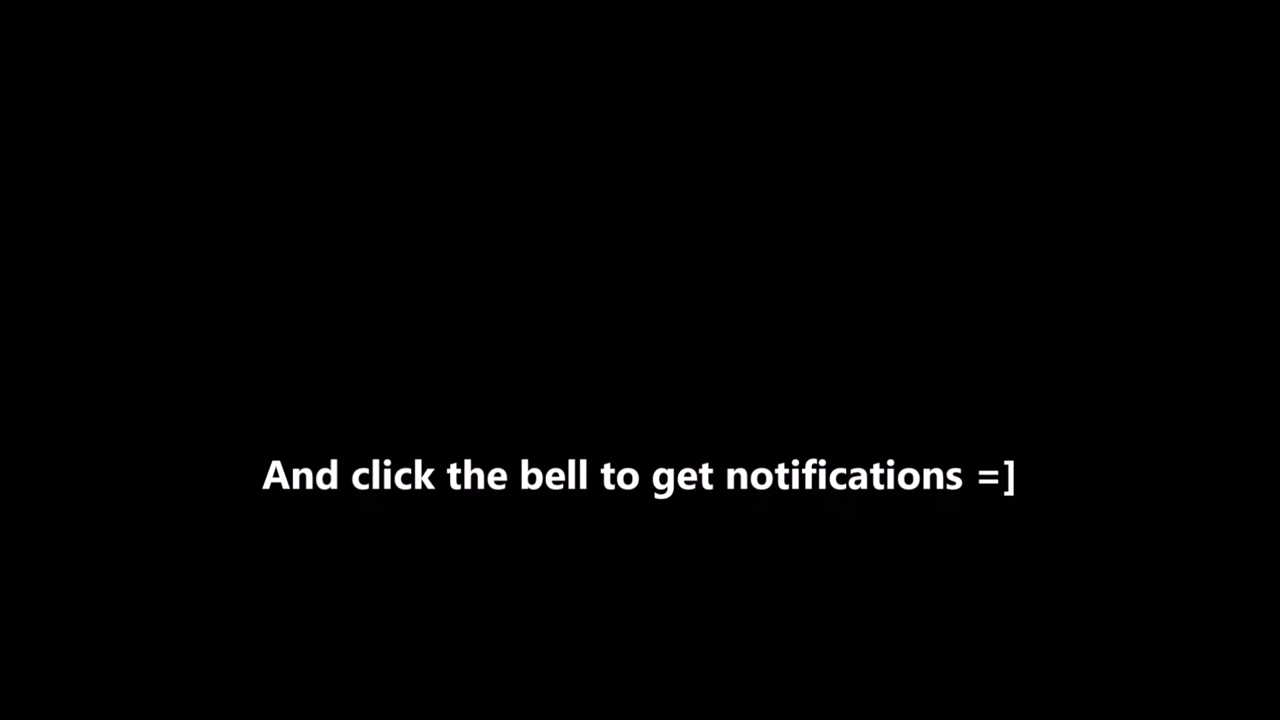 And click the bell to get notifications =]